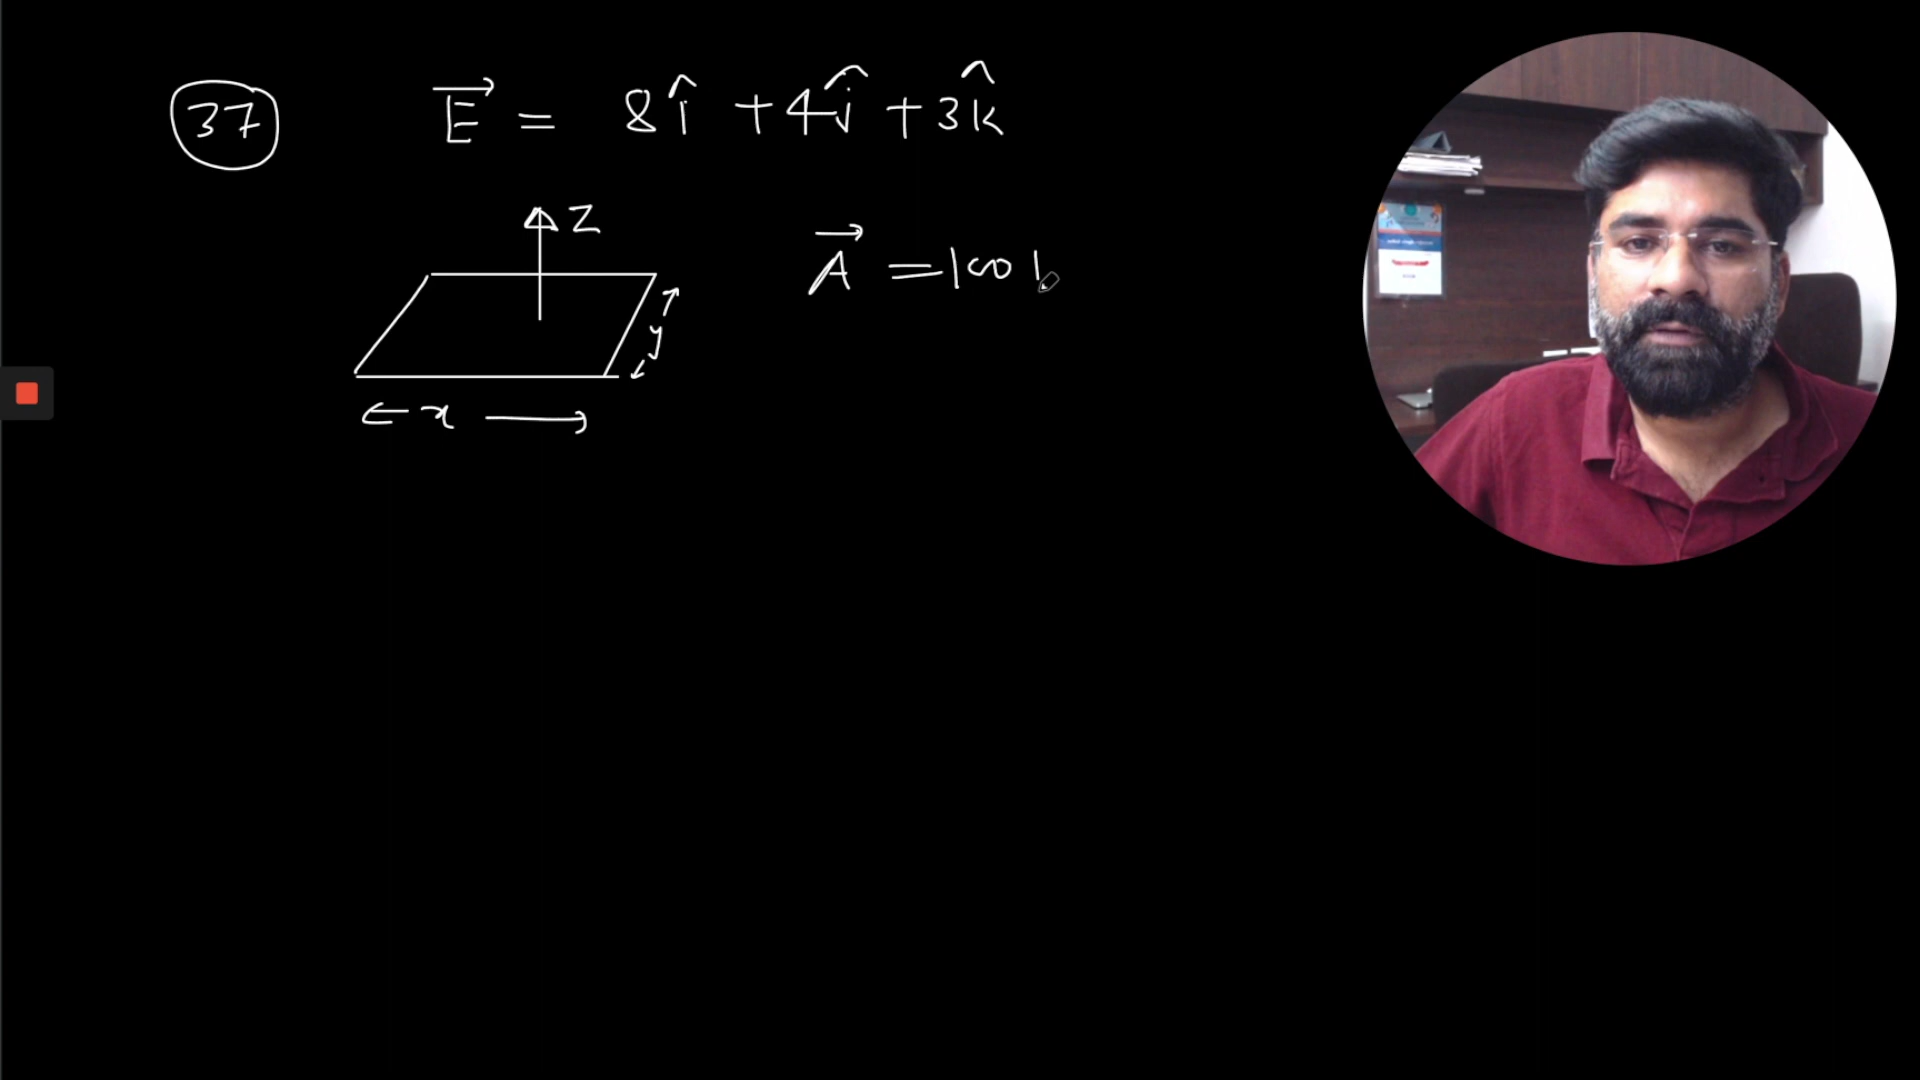 37 E⃗ = 8î + 4ĵ + 3k̂
Z
A⃗ = 100
y
x